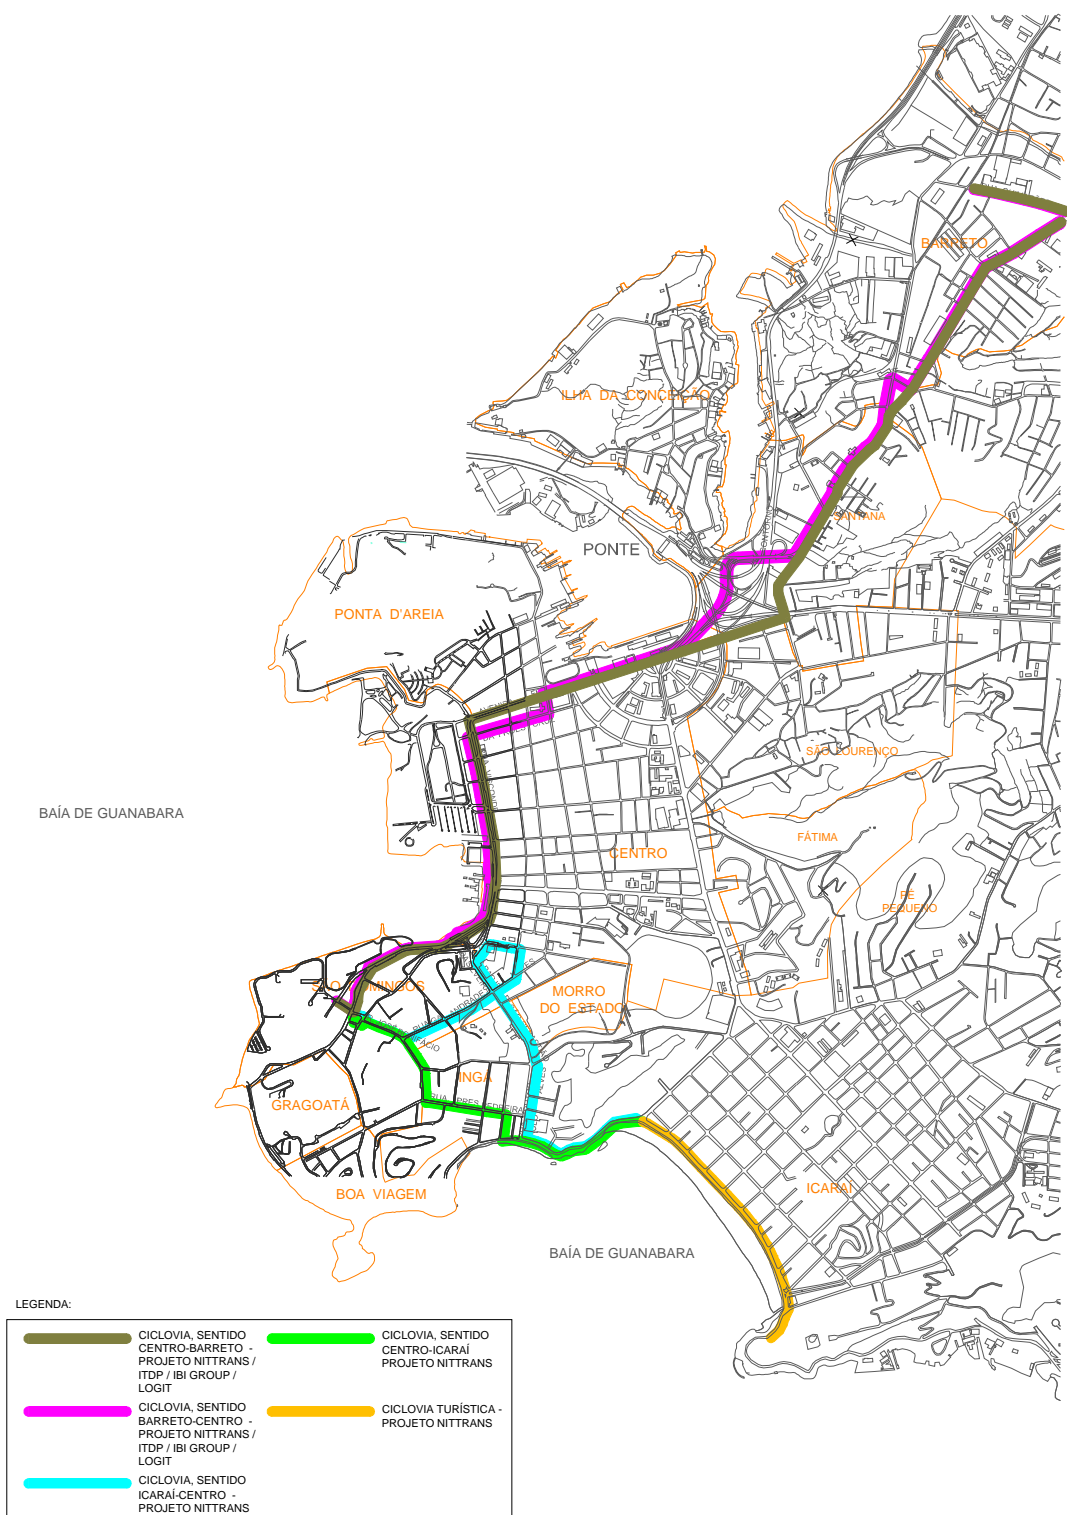 BARRETO
ILHA DA CONCEIÇÃO
SANTANA
PONTE
PONTA D'AREIA
SÃO LOURENÇO
BAÍA DE GUANABARA
FÁTIMA
CENTRO
PÉ
PEQUENO
SÃO DOMINGOS
MORRO
DO ESTADO
INGÁ
GRAGOATÁ
BOA VIAGEM
ICARAÍ
BAÍA DE GUANABARA
LEGENDA:
CICLOVIA, SENTIDO
CENTRO-BARRETO -
PROJETO NITTRANS /
ITDP / IBI GROUP /
LOGIT
CICLOVIA, SENTIDO
CENTRO-ICARAÍ
PROJETO NITTRANS
CICLOVIA, SENTIDO
BARRETO-CENTRO -
PROJETO NITTRANS /
ITDP / IBI GROUP /
LOGIT
CICLOVIA TURÍSTICA -
PROJETO NITTRANS
CICLOVIA, SENTIDO
ICARAÍ-CENTRO -
PROJETO NITTRANS